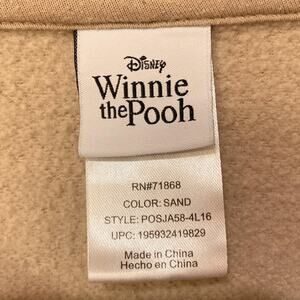 Disney
Winnie
the Pooh
RN#71868
COLOR: SAND
STYLE: POSJA58-4L16
UPC: 195932419829
Made in China
Hecho en China